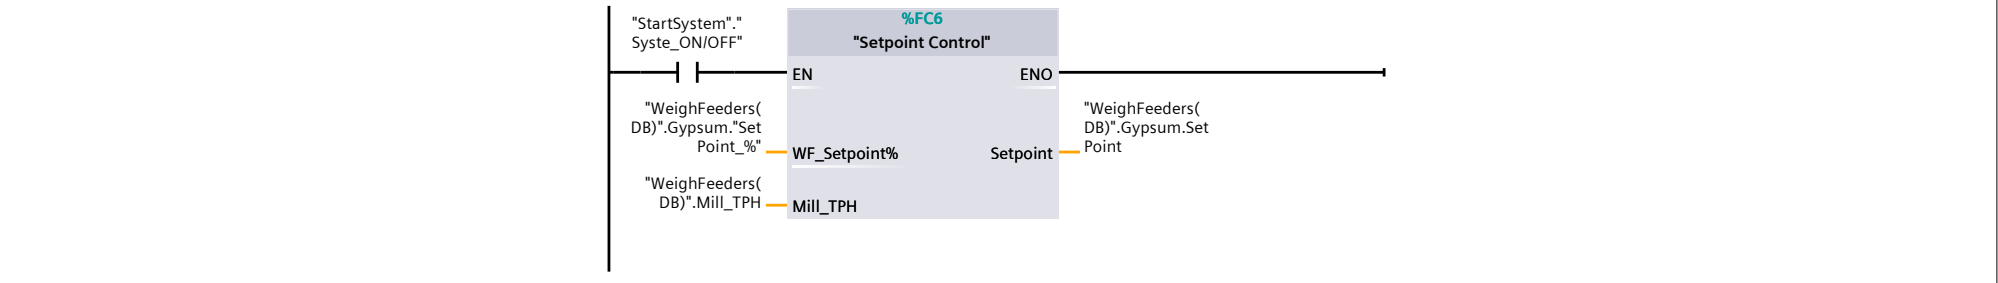 "StartSystem"."
Syste_ON/OFF"
%FC6
"Setpoint Control"
EN
ENO
"WeighFeeders(
DB)".Gypsum."Set
Point_%"
WF_Setpoint%
Setpoint
"WeighFeeders(
DB)".Gypsum.Set
Point
"WeighFeeders(
DB)".Mill_TPH
Mill_TPH